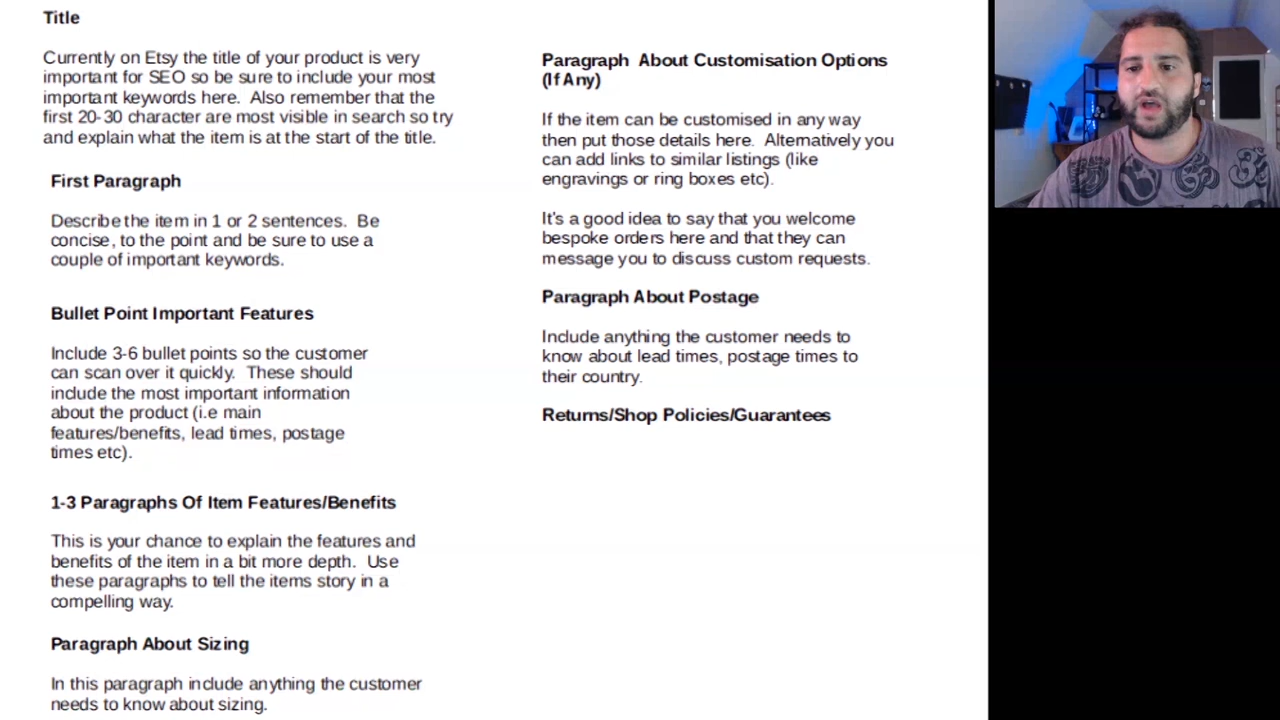 Title
Currently on Etsy the title of your product is very
important for SEO so be sure to include your most
important keywords here.  Also remember that the
first 20-30 character are most visible in search so try
and explain what the item is at the start of the title.
First Paragraph
Describe the item in 1 or 2 sentences.  Be
concise, to the point and be sure to use a
couple of important keywords.
Bullet Point Important Features
Include 3-6 bullet points so the customer
can scan over it quickly.  These should
include the most important information
about the product (i.e main
features/benefits, lead times, postage
times etc).
1-3 Paragraphs Of Item Features/Benefits
This is your chance to explain the features and
benefits of the item in a bit more depth.  Use
these paragraphs to tell the items story in a
compelling way.
Paragraph About Sizing
In this paragraph include anything the customer
needs to know about sizing.
Paragraph  About Customisation Options
(If Any)
If the item can be customised in any way
then put those details here.  Alternatively you
can add links to similar listings (like
engravings or ring boxes etc).
It's a good idea to say that you welcome
bespoke orders here and that they can
message you to discuss custom requests.
Paragraph About Postage
Include anything the customer needs to
know about lead times, postage times to
their country.
Returns/Shop Policies/Guarantees